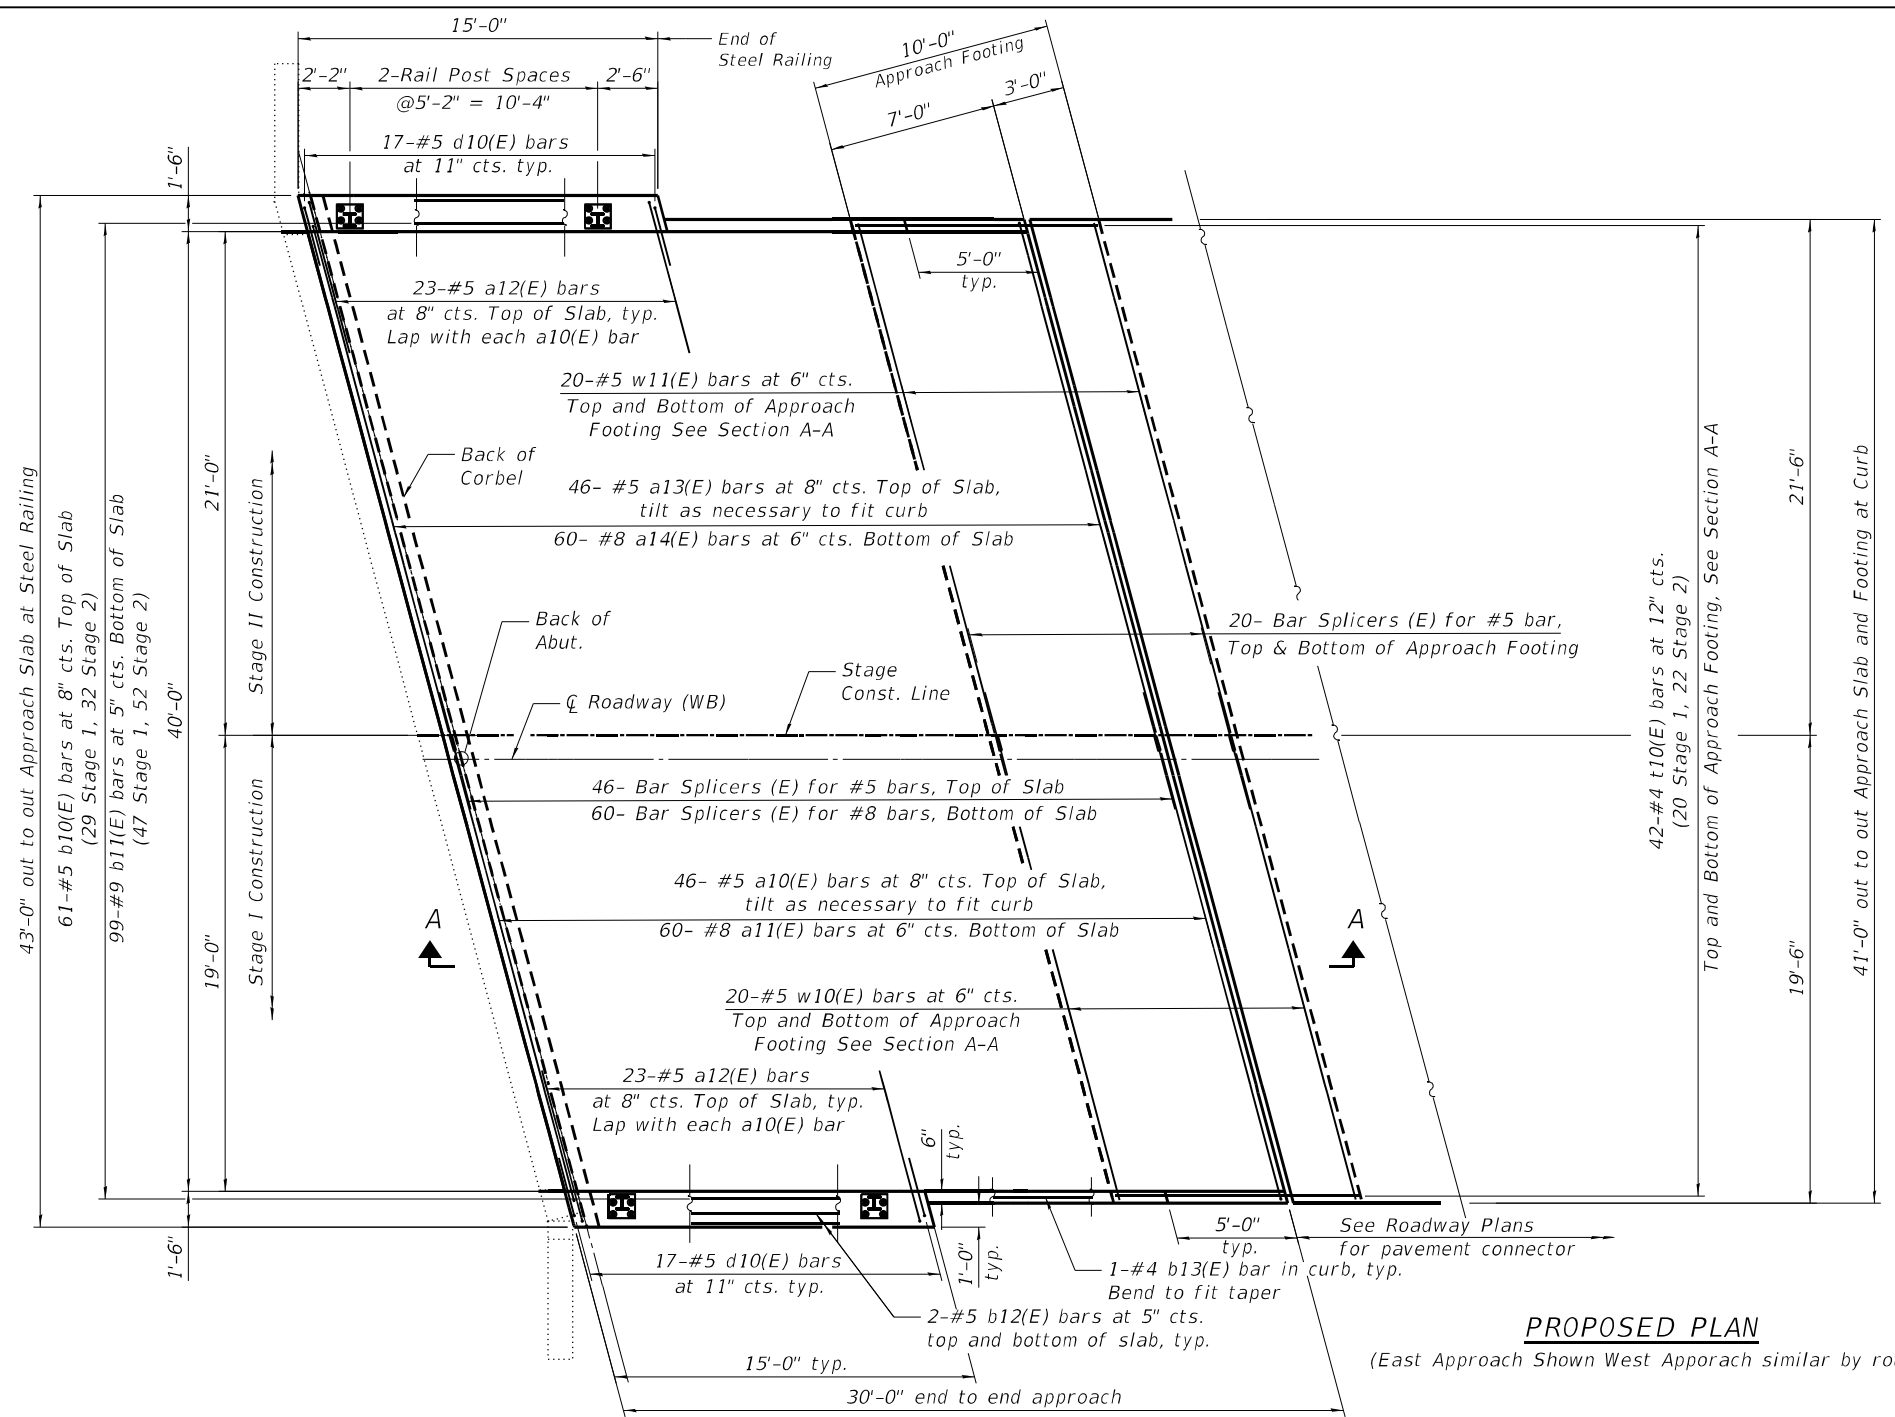 15'-0"
End of
Steel Railing
10'-0"
Approach Footing
2'-2"
2-Rail Post Spaces
@5'-2" = 10'-4"
2'-6"
3'-0"
7'-0"
17-#5 d10(E) bars
at 11" cts. typ.
1'-6"
5'-0"
typ.
23-#5 a12(E) bars
at 8" cts. Top of Slab, typ.
Lap with each a10(E) bar
20-#5 w11(E) bars at 6" cts.
Top and Bottom of Approach
Footing See Section A-A
Back of
Corbel
46- #5 a13(E) bars at 8" cts. Top of Slab,
tilt as necessary to fit curb
60- #8 a14(E) bars at 6" cts. Bottom of Slab
43'-0" out to out Approach Slab at Steel Railing
61-#5 b10(E) bars at 8" cts. Top of Slab
(29 Stage 1, 32 Stage 2)
99-#9 b11(E) bars at 5" cts. Bottom of Slab
(47 Stage 1, 52 Stage 2)
40'-0"
21'-0"
19'-0"
Stage II Construction
Stage I Construction
Back of
Abut.
Stage
Const. Line
℄ Roadway (WB)
20- Bar Splicers (E) for #5 bar,
Top & Bottom of Approach Footing
46- Bar Splicers (E) for #5 bars, Top of Slab
60- Bar Splicers (E) for #8 bars, Bottom of Slab
46- #5 a10(E) bars at 8" cts. Top of Slab,
tilt as necessary to fit curb
60- #8 a11(E) bars at 6" cts. Bottom of Slab
A
A
20-#5 w10(E) bars at 6" cts.
Top and Bottom of Approach
Footing See Section A-A
23-#5 a12(E) bars
at 8" cts. Top of Slab, typ.
Lap with each a10(E) bar
6"
typ.
42-#4 t10(E) bars at 12" cts.
(20 Stage 1, 22 Stage 2)
Top and Bottom of Approach Footing, See Section A-A
21'-6"
19'-6"
41'-0" out to out Approach Slab and Footing at Curb
1'-6"
17-#5 d10(E) bars
at 11" cts. typ.
1'-0"
typ.
5'-0"
typ.
See Roadway Plans
for pavement connector
1-#4 b13(E) bar in curb, typ.
Bend to fit taper
2-#5 b12(E) bars at 5" cts.
top and bottom of slab, typ.
15'-0" typ.
30'-0" end to end approach
PROPOSED PLAN
(East Approach Shown West Apporach similar by